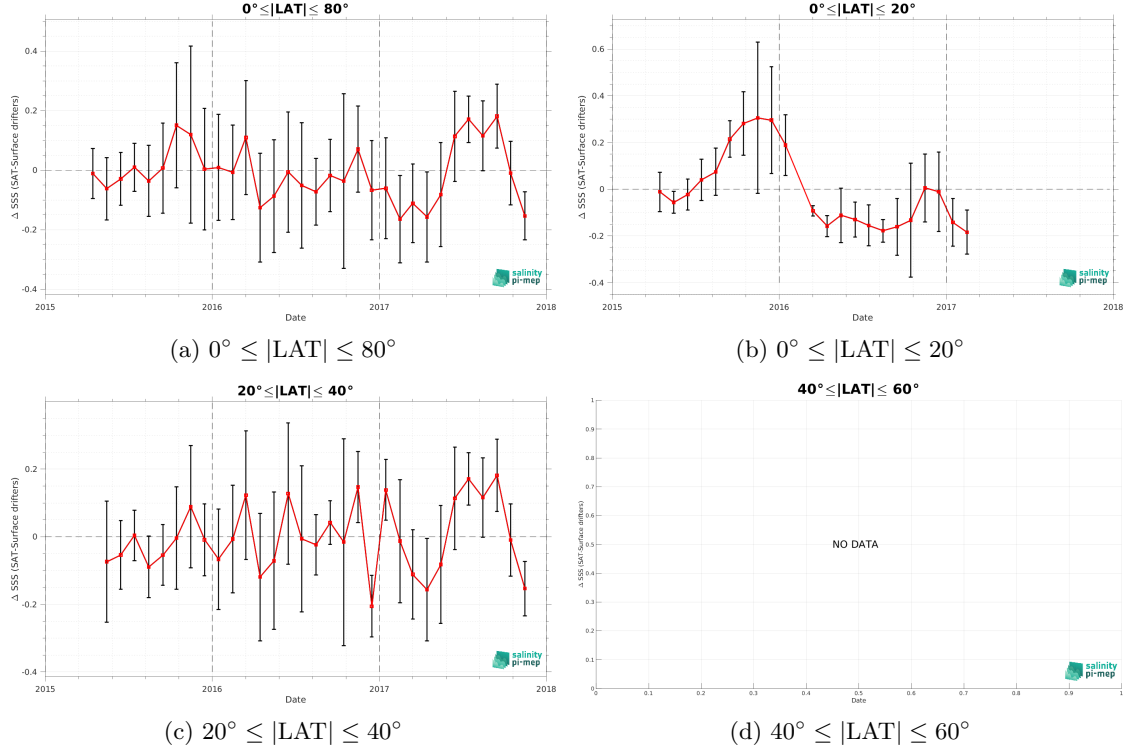 0°≤|LAT|≤ 80°
0.4
0.2
0
-0.2
-0.4
Δ SSS (SAT-Surface drifters)
2015
2016
2017
2018
Date
salinity
pi-mep
(a) 0° ≤ |LAT| ≤ 80°
0°≤|LAT|≤ 20°
0.6
0.4
0.2
0
-0.2
-0.4
Δ SSS (SAT-Surface drifters)
2015
2016
2017
2018
Date
salinity
pi-mep
(b) 0° ≤ |LAT| ≤ 20°
20°≤|LAT|≤ 40°
0.2
0
-0.2
-0.4
Δ SSS (SAT-Surface drifters)
2015
2016
2017
2018
Date
salinity
pi-mep
(c) 20° ≤ |LAT| ≤ 40°
40°≤|LAT|≤ 60°
1
0.9
0.8
0.7
0.6
0.5
0.4
0.3
0.2
0.1
0
Δ SSS (SAT-Surface drifters)
NO DATA
0
0.1
0.2
0.3
0.4
0.5
0.6
0.7
0.8
0.9
1
Date
salinity
pi-mep
(d) 40° ≤ |LAT| ≤ 60°